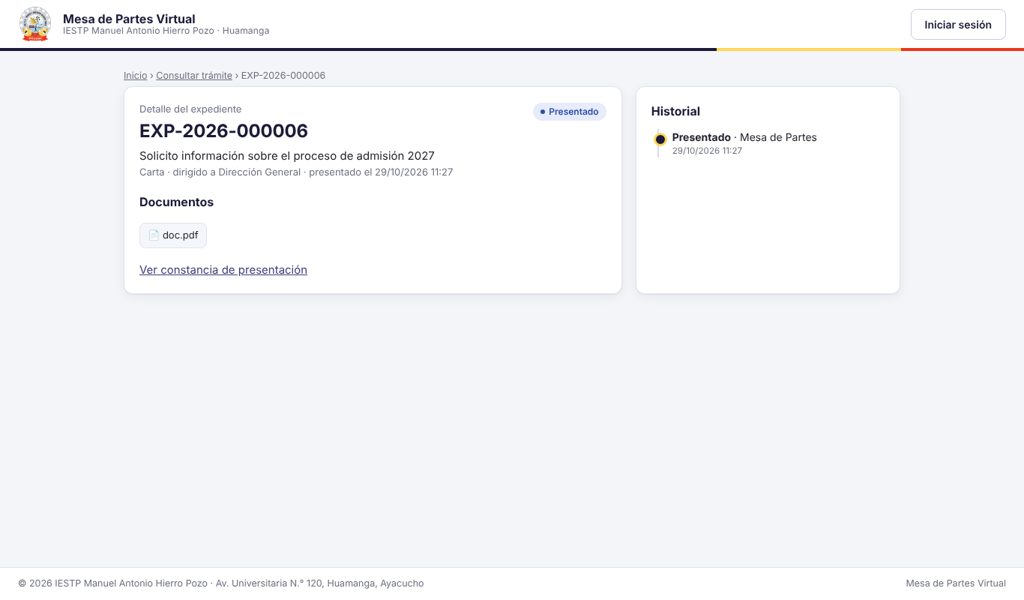 Mesa de Partes Virtual
IESTP Manuel Antonio Hierro Pozo · Huamanga
Iniciar sesión
Inicio › Consultar trámite › EXP-2026-000006
Detalle del expediente
Presentado
EXP-2026-000006
Solicito información sobre el proceso de admisión 2027
Carta · dirigido a Dirección General · presentado el 29/10/2026 11:27
Documentos
doc.pdf
Ver constancia de presentación
Historial
Presentado · Mesa de Partes
29/10/2026 11:27
© 2026 IESTP Manuel Antonio Hierro Pozo · Av. Universitaria N.° 120, Huamanga, Ayacucho
Mesa de Partes Virtual